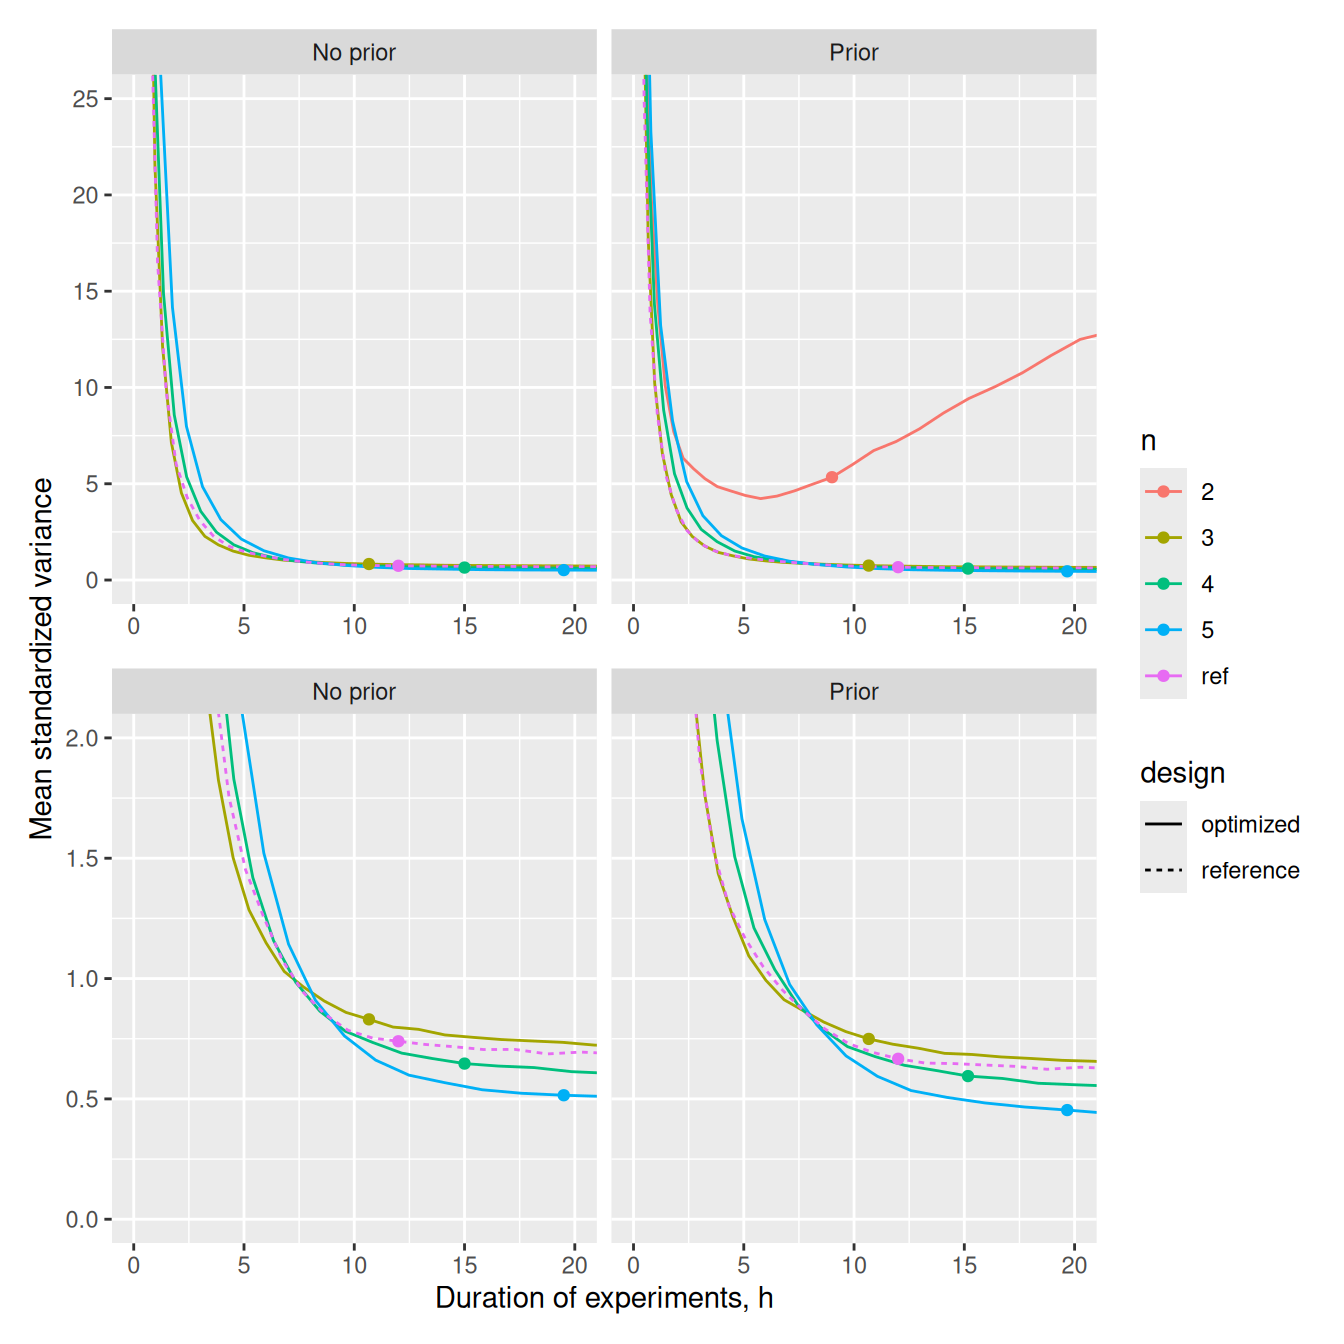 No prior
Prior
25
20
15
10
5
0
0 5 10 15 20
0 5 10 15 20
No prior
Prior
2.0
1.5
1.0
0.5
0.0
0 5 10 15 20
0 5 10 15 20
Mean standardized variance
Duration of experiments, h
n
2
3
4
5
ref
design
optimized
reference